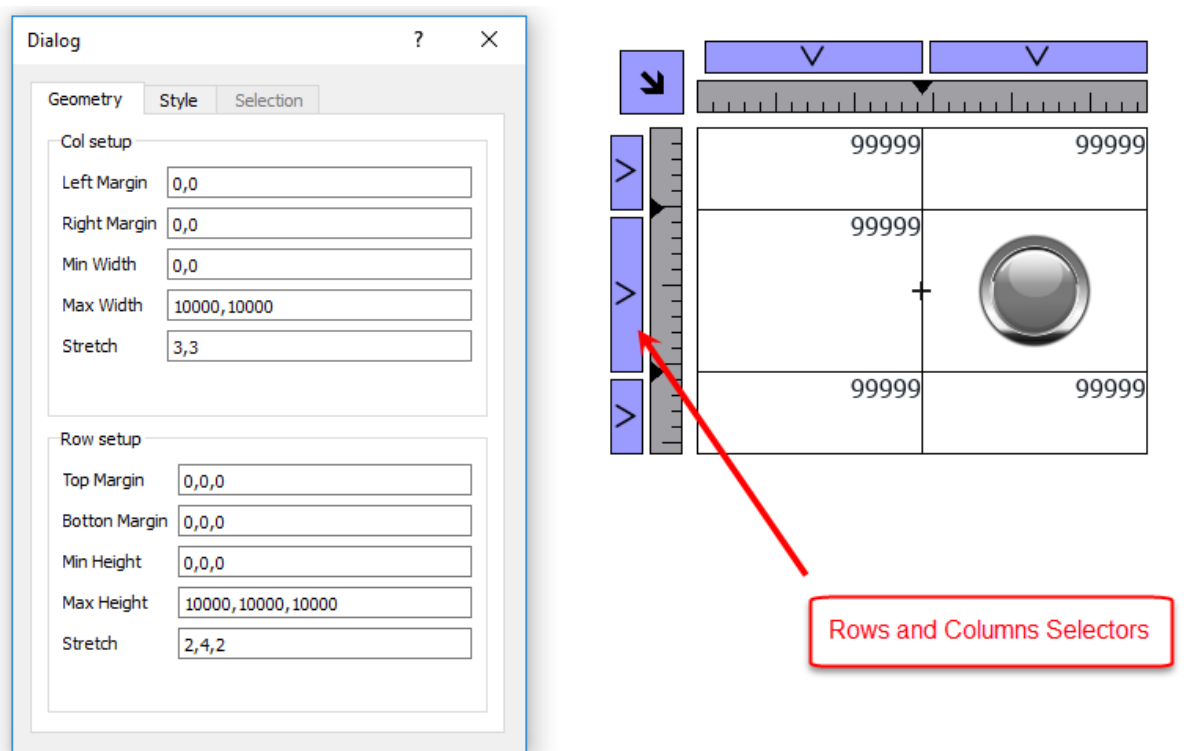 Dialog ?
Geometry Style Selection
Col setup
Left Margin 0,0
Right Margin 0,0
Min Width 0,0
Max Width 10000,10000
Stretch 3,3
Row setup
Top Margin 0,0,0
Botton Margin 0,0,0
Min Height 0,0,0
Max Height 10000,10000,10000
Stretch 2,4,2
99999 99999
99999
99999 99999
Rows and Columns Selectors